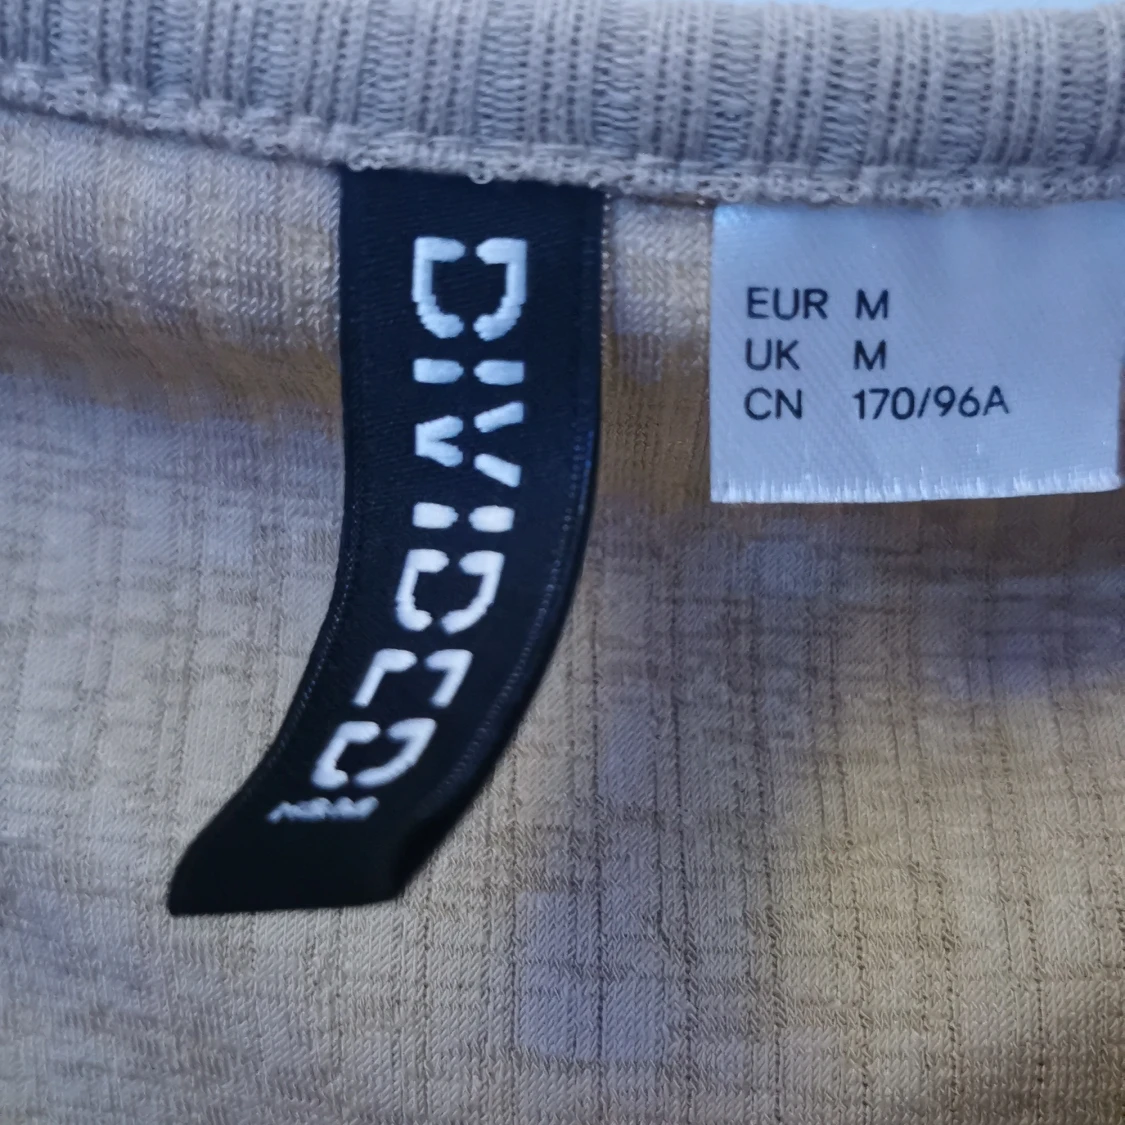 DIVIDED
H&M
EUR M
UK M
CN 170/96A